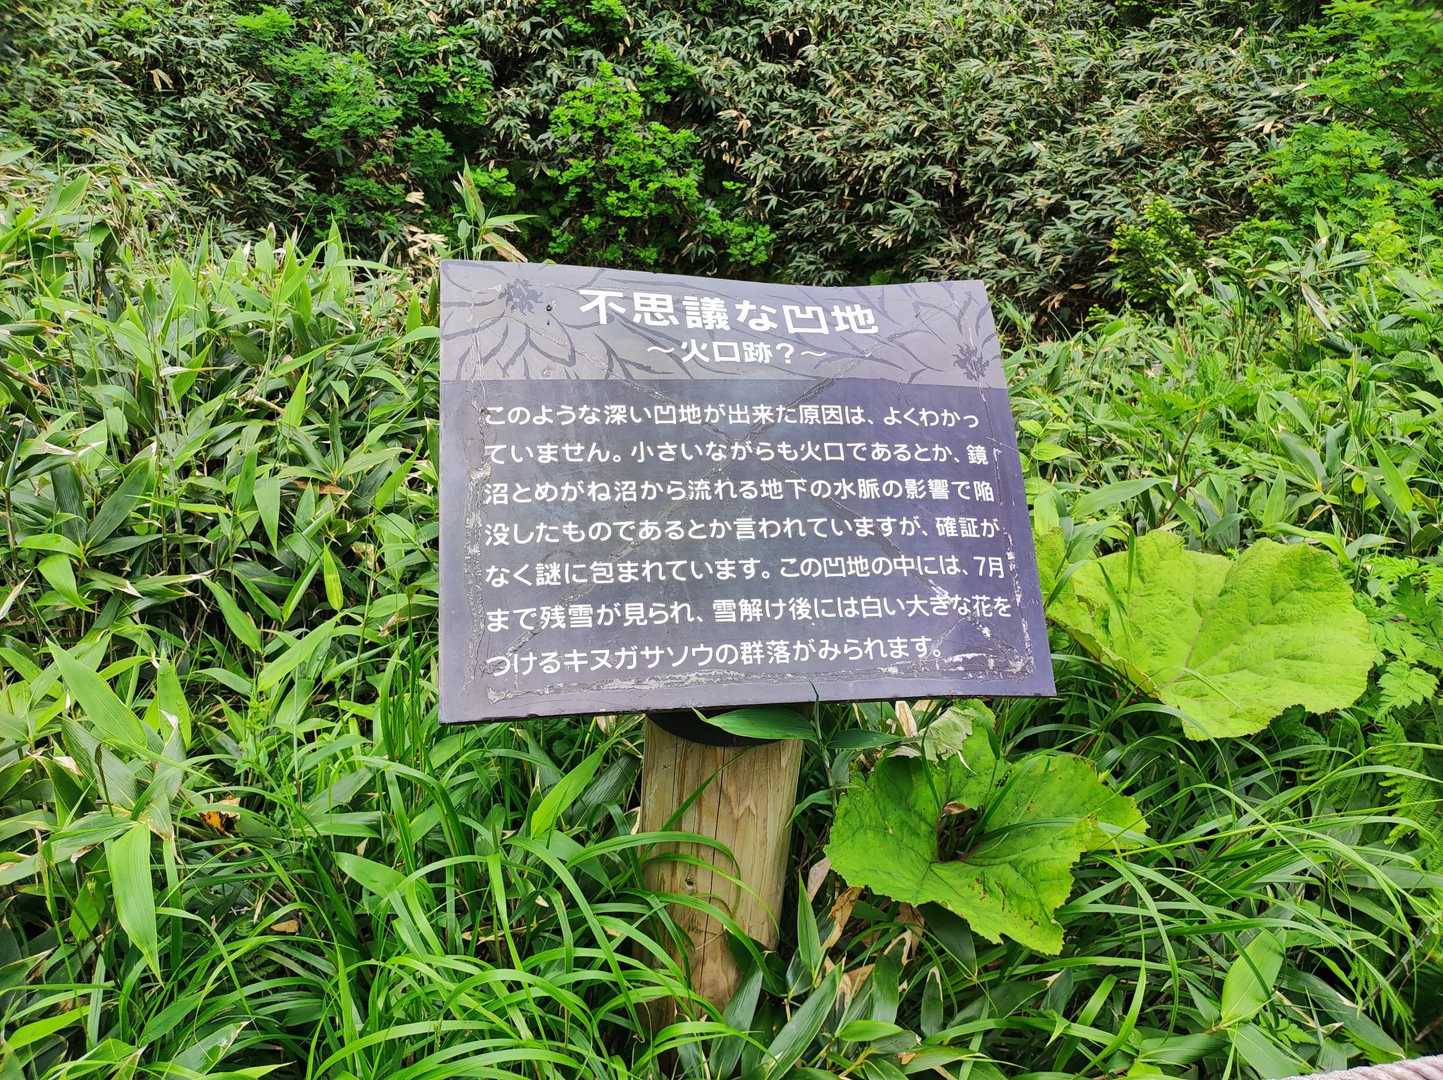 不思議な凹地
～火口跡？～
このような深い凹地が出来た原因は、よくわかっ
ていません。小さいながらも火口であるとか、鏡
沼とめがね沼から流れる地下の水脈の影響で陥
没したものであるとか言われていますが、確証が
なく謎に包まれています。この凹地の中には、7月
まで残雪が見られ、雪解け後には白い大きな花を
つけるキヌガサソウの群落がみられます。